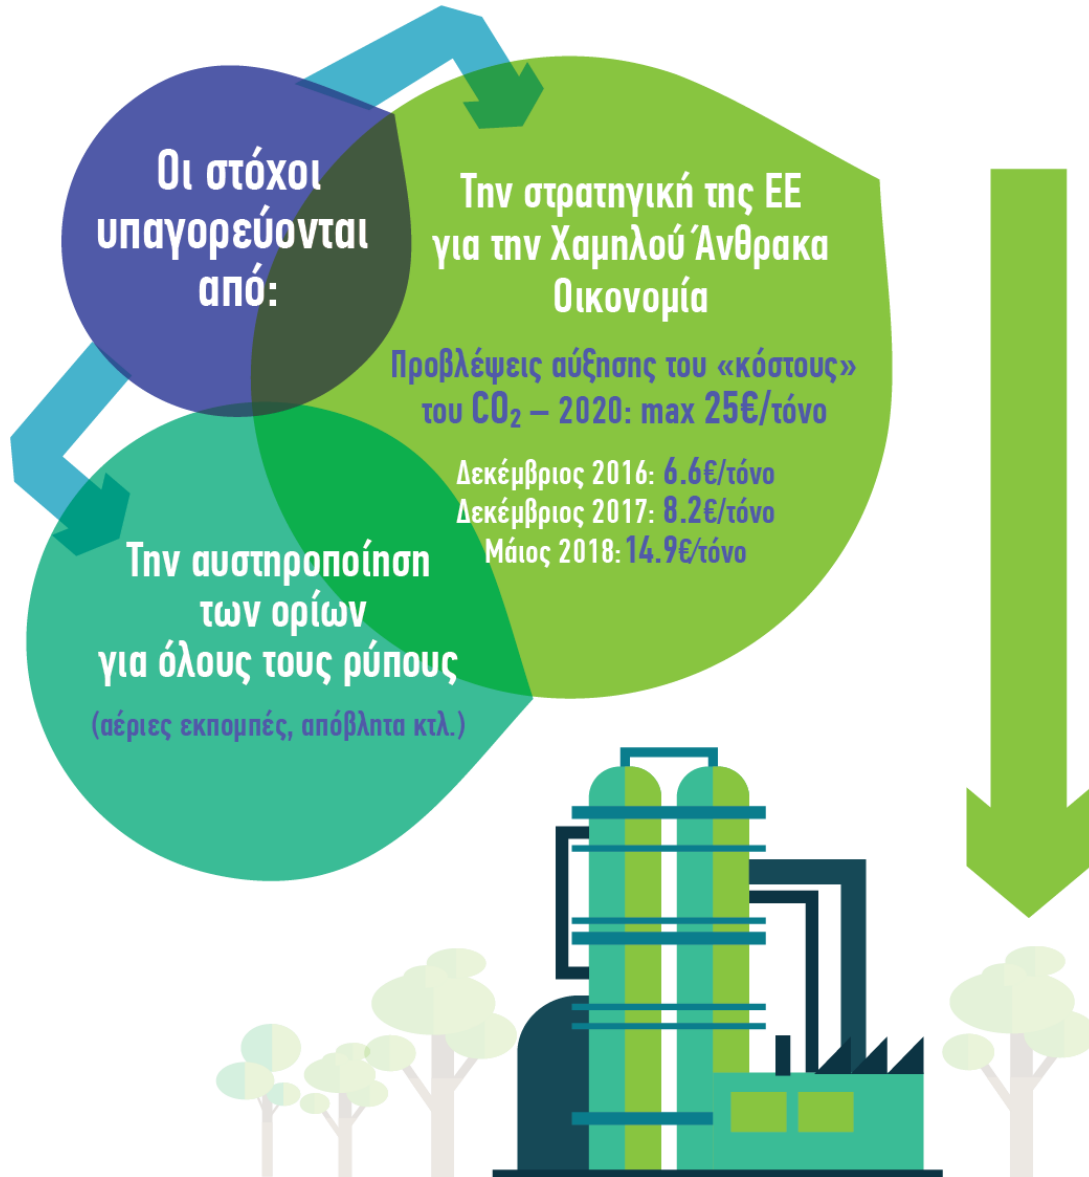 Οι στόχοι
υπαγορεύονται
από:
Την στρατηγική της ΕΕ
για την Χαμηλού Άνθρακα
Οικονομία
Προβλέψεις αύξησης του «κόστους»
του CO₂ – 2020: max 25€/τόνο
Δεκέμβριος 2016: 6.6€/τόνο
Δεκέμβριος 2017: 8.2€/τόνο
Μάιος 2018: 14.9€/τόνο
Την αυστηροποίηση
των ορίων
για όλους τους ρύπους
(αέριες εκπομπές, απόβλητα κτλ.)